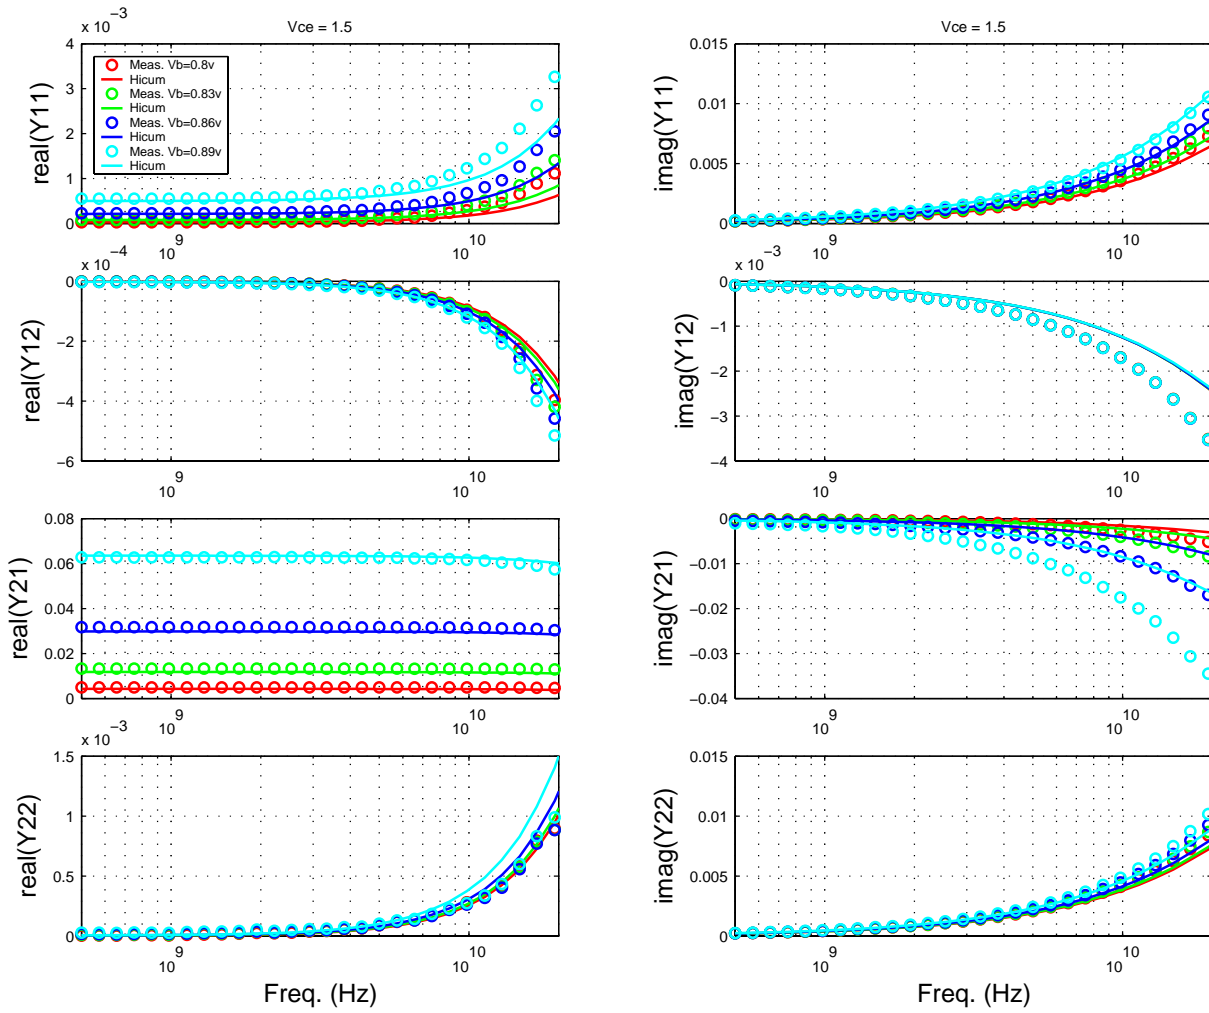 x 10 −3
Vce = 1.5
4
3
2
1
0
real(Y11)
Meas. Vb=0.8v
Hicum
Meas. Vb=0.83v
Hicum
Meas. Vb=0.86v
Hicum
Meas. Vb=0.89v
Hicum
10 9
10 10
Vce = 1.5
0.015
0.01
0.005
0
imag(Y11)
10 9
10 10
x 10 −4
0
−2
−4
−6
real(Y12)
10 9
10 10
x 10 −3
0
−1
−2
−3
−4
imag(Y12)
10 9
10 10
0.08
0.06
0.04
0.02
0
real(Y21)
10 9
10 10
0
−0.01
−0.02
−0.03
−0.04
imag(Y21)
10 9
10 10
x 10 −3
1.5
1
0.5
0
real(Y22)
10 9
10 10
Freq. (Hz)
0.015
0.01
0.005
0
imag(Y22)
10 9
10 10
Freq. (Hz)